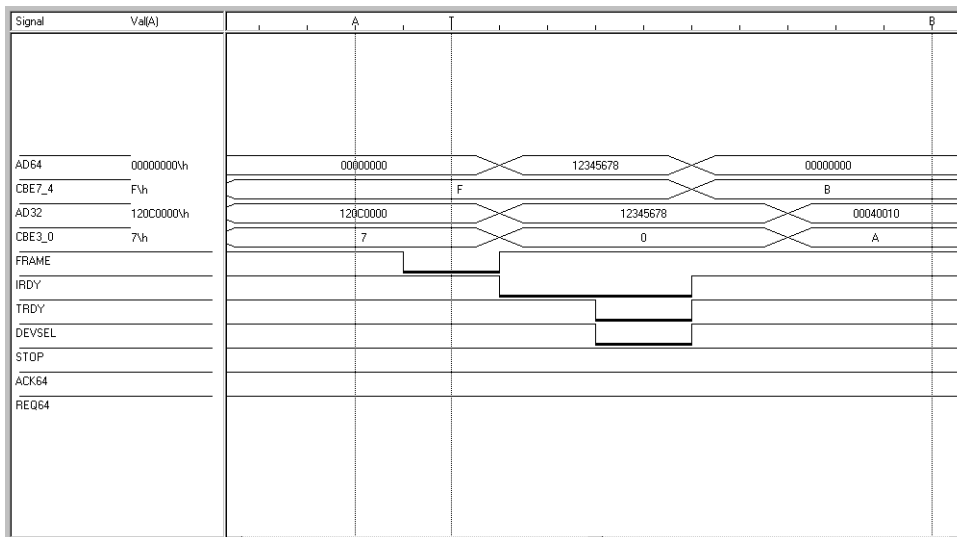 Signal Val(A) A T B
AD64 00000000\h 00000000 12345678 00000000
CBE7_4 F\h F B
AD32 120C0000\h 120C0000 12345678 00040010
CBE3_0 7\h 7 0 A
FRAME
IRDY
TRDY
DEVSEL
STOP
ACK64
REQ64